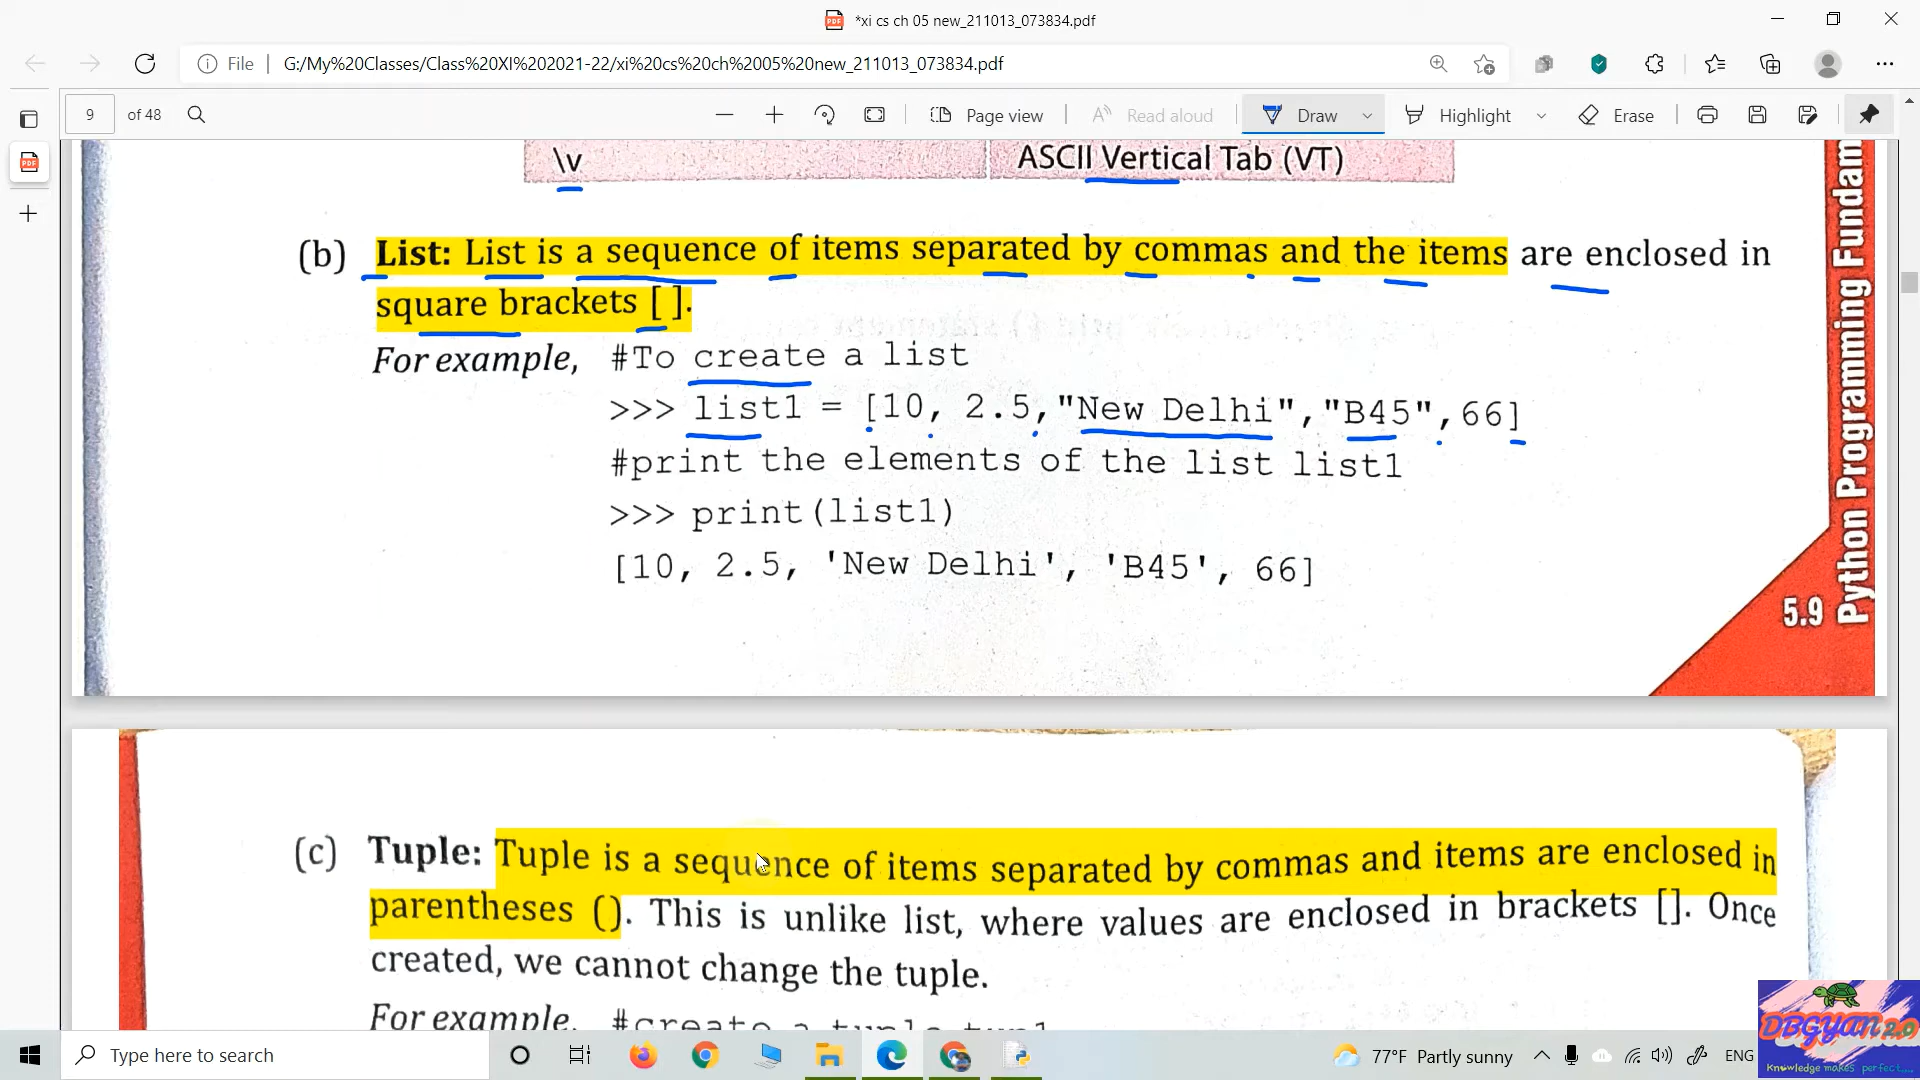 *xi cs ch 05 new_211013_073834.pdf
File
G:/My%20Classes/Class%20XI%202021-22/xi%20cs%20ch%2005%20new_211013_073834.pdf
9 of 48
Page view
Read aloud
Draw
Highlight
Erase
\v ASCII Vertical Tab (VT)
(b) List: List is a sequence of items separated by commas and the items are enclosed in
square brackets [ ].
For example, #To create a list
>>> list1 = [10, 2.5,"New Delhi","B45",66]
#print the elements of the list list1
>>> print(list1)
[10, 2.5, 'New Delhi', 'B45', 66]
5.9 Python Programming Fundam
(c) Tuple: Tuple is a sequence of items separated by commas and items are enclosed in
parentheses (). This is unlike list, where values are enclosed in brackets []. Once
created, we cannot change the tuple.
For example, #create a tuple tup1
Type here to search
77°F Partly sunny
ENG
DBGyan 2.0
Knowledge makes perfect....